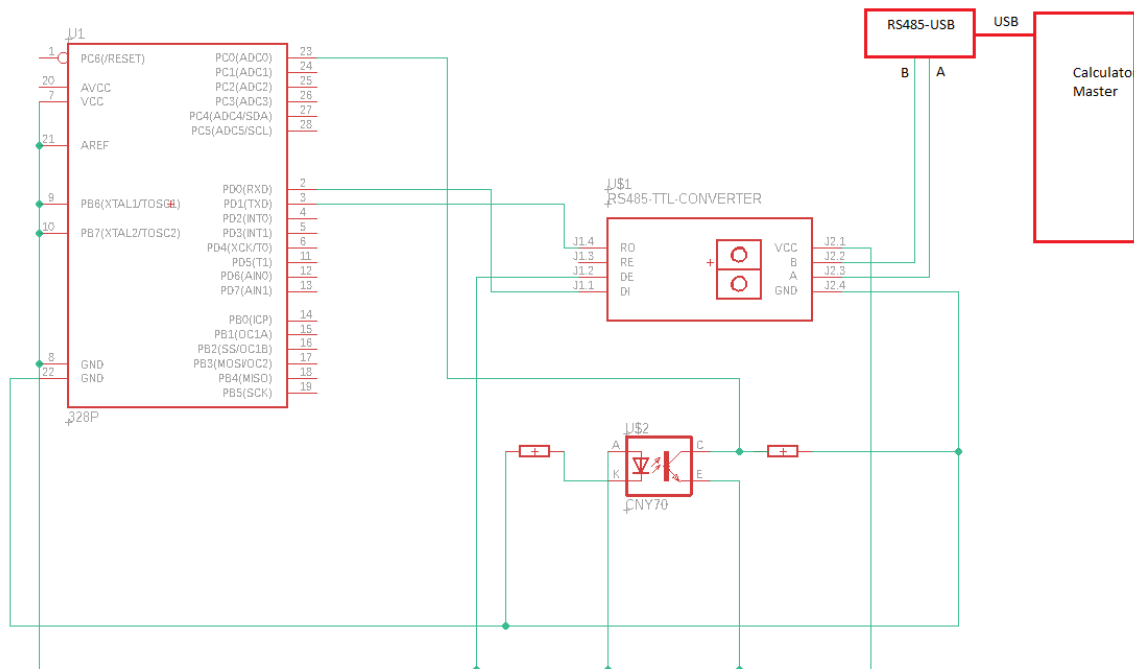 U1
1 PC6(/RESET) PC0(ADC0) 23
PC1(ADC1) 24
20 AVCC PC2(ADC2) 25
7 VCC PC3(ADC3) 26
PC4(ADC4/SDA) 27
PC5(ADC5/SCL) 28
21 AREF
PD0(RXD) 2
9 PB6(XTAL1/TOSC1) PD1(TXD) 3
PD2(INT0) 4
10 PB7(XTAL2/TOSC2) PD3(INT1) 5
PD4(XCK/T0) 6
PD5(T1) 11
PD6(AIN0) 12
PD7(AIN1) 13
PB0(ICP) 14
PB1(OC1A) 15
PB2(SS/OC1B) 16
8 GND PB3(MOSI/OC2) 17
22 GND PB4(MISO) 18
PB5(SCK) 19
328P
RS485-USB
USB
B A
Calculato
Master
U$1
RS485-TTL-CONVERTER
J1.4 RO VCC J2.1
J1.3 RE B J2.2
J1.2 DE A J2.3
J1.1 DI GND J2.4
U$2
A C
K E
CNY70